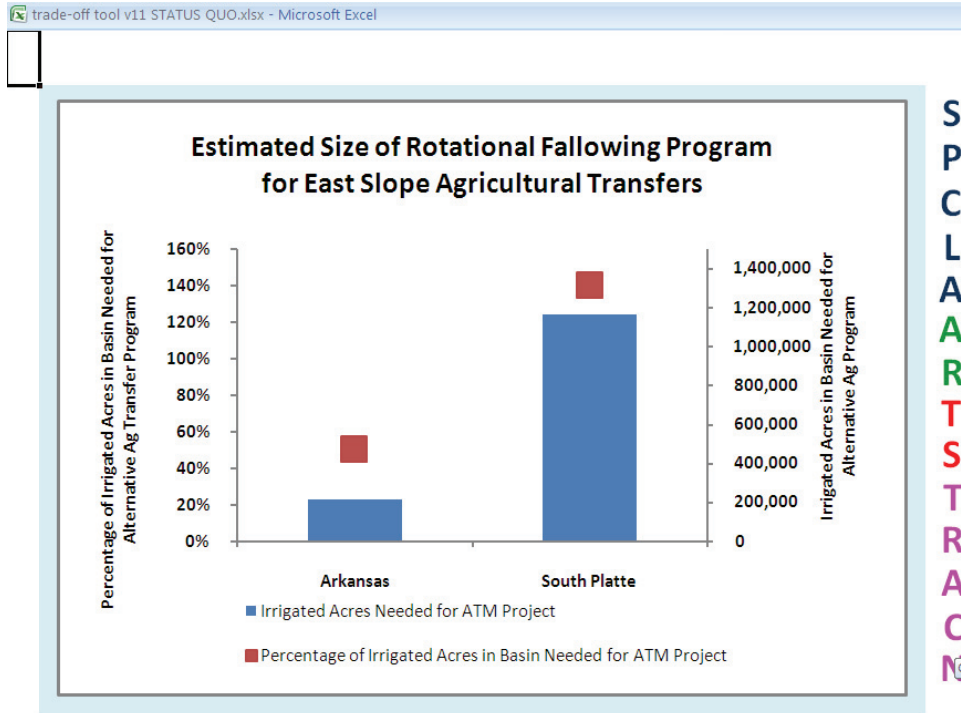 trade-off tool v11 STATUS QUO.xlsx - Microsoft Excel
Estimated Size of Rotational Fallowing Program
for East Slope Agricultural Transfers
Percentage of Irrigated Acres in Basin Needed for
Alternative Ag Transfer Program
160%
140%
120%
100%
80%
60%
40%
20%
0%
1,400,000
1,200,000
1,000,000
800,000
600,000
400,000
200,000
0
Irrigated Acres in Basin Needed for
Alternative Ag Program
Arkansas
South Platte
Irrigated Acres Needed for ATM Project
Percentage of Irrigated Acres in Basin Needed for ATM Project
S
P
C
L
A
A
R
T
S
T
R
A
N